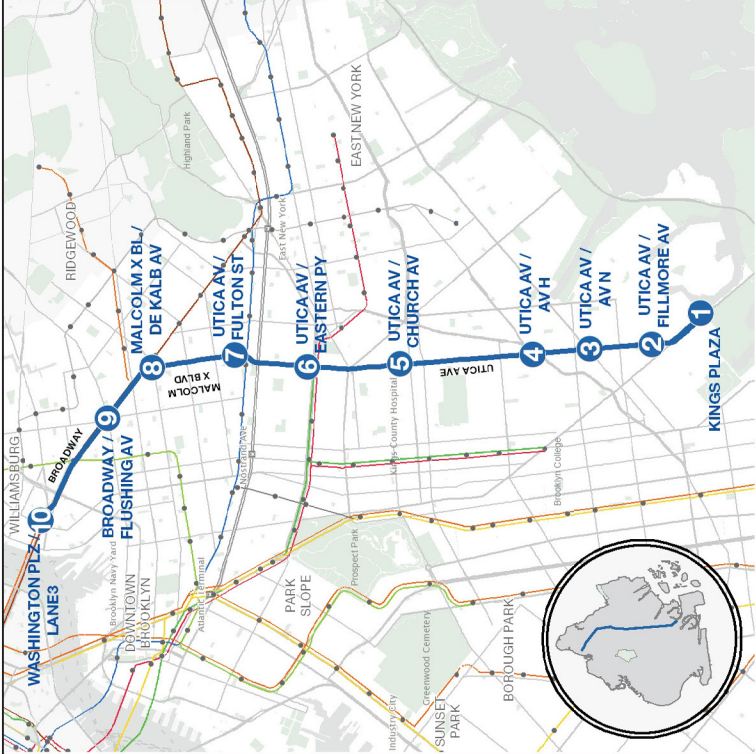 WILLIAMSBURG
RIDGEWOOD
Highland Park
EAST NEW YORK
East New York
10
WASHINGTON PLZ /
LANE3
BROADWAY
9
BROADWAY /
FLUSHING AV
8
MALCOLM X BL /
DE KALB AV
MALCOLM
X BLVD
7
UTICA AV /
FULTON ST
6
UTICA AV /
EASTERN PY
5
UTICA AV /
CHURCH AV
UTICA AVE
4
UTICA AV /
AV H
3
UTICA AV /
AV N
2
UTICA AV /
FILLMORE AV
1
KINGS PLAZA
Brooklyn Navy Yard
DOWNTOWN
BROOKLYN
Atlantic Terminal
Nostrand Ave
Kings County Hospital
Brooklyn College
PARK
SLOPE
Prospect Park
Greenwood Cemetery
Industry City
SUNSET
PARK
BOROUGH PARK